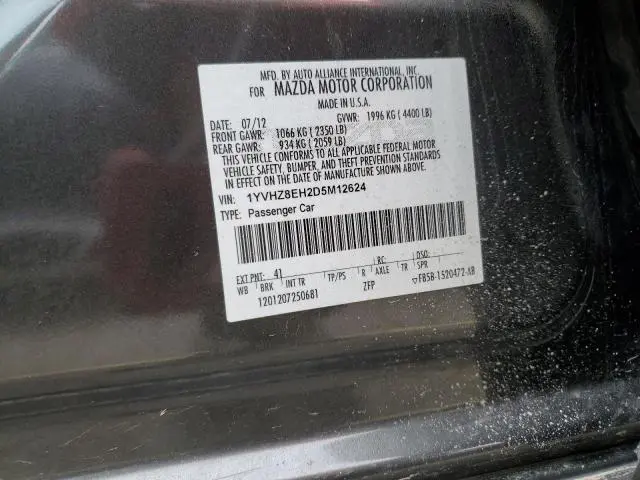 MFD. BY AUTO ALLIANCE INTERNATIONAL, INC.
FOR MAZDA MOTOR CORPORATION
MADE IN U.S.A.
DATE: 07/12 GVWR: 1996 KG ( 4400 LB)
FRONT GAWR: 1066 KG ( 2350 LB)
REAR GAWR: 934 KG ( 2059 LB)
THIS VEHICLE CONFORMS TO ALL APPLICABLE FEDERAL MOTOR
VEHICLE SAFETY, BUMPER, AND THEFT PREVENTION STANDARDS
IN EFFECT ON THE DATE OF MANUFACTURE SHOWN ABOVE.
VIN: 1YVHZ8EH2D5M12624
TYPE: Passenger Car
EXT PNT: 41 RC: DSO:
WB BRK INT TR TP/PS R AXLE TR SPR
1201207250681 ZFP ▽FB5B-1520472-AB